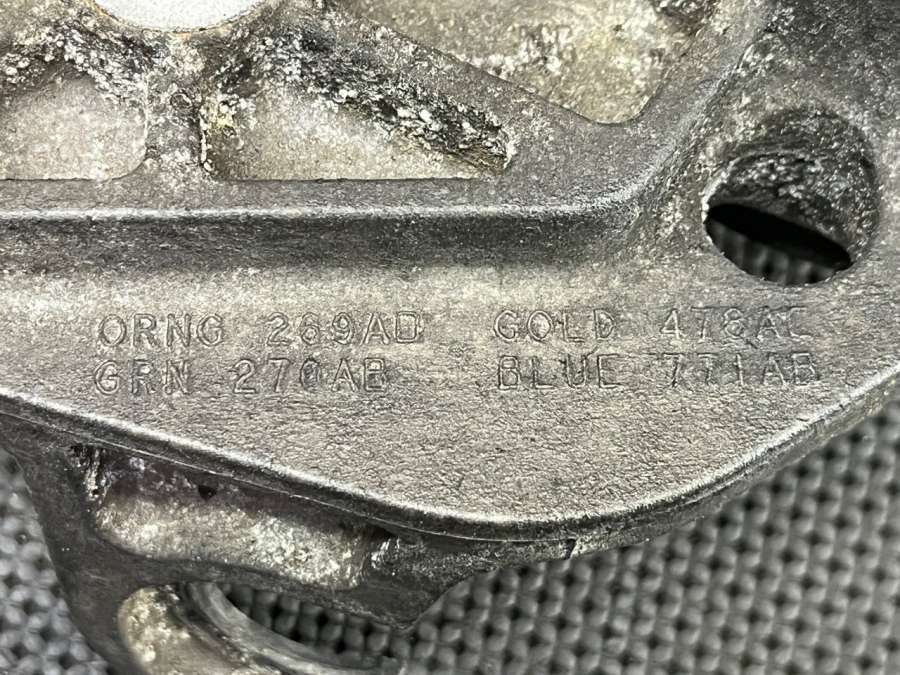 ORNG 269AD GOLD 478AC
GRN 270AB BLUE 771AB